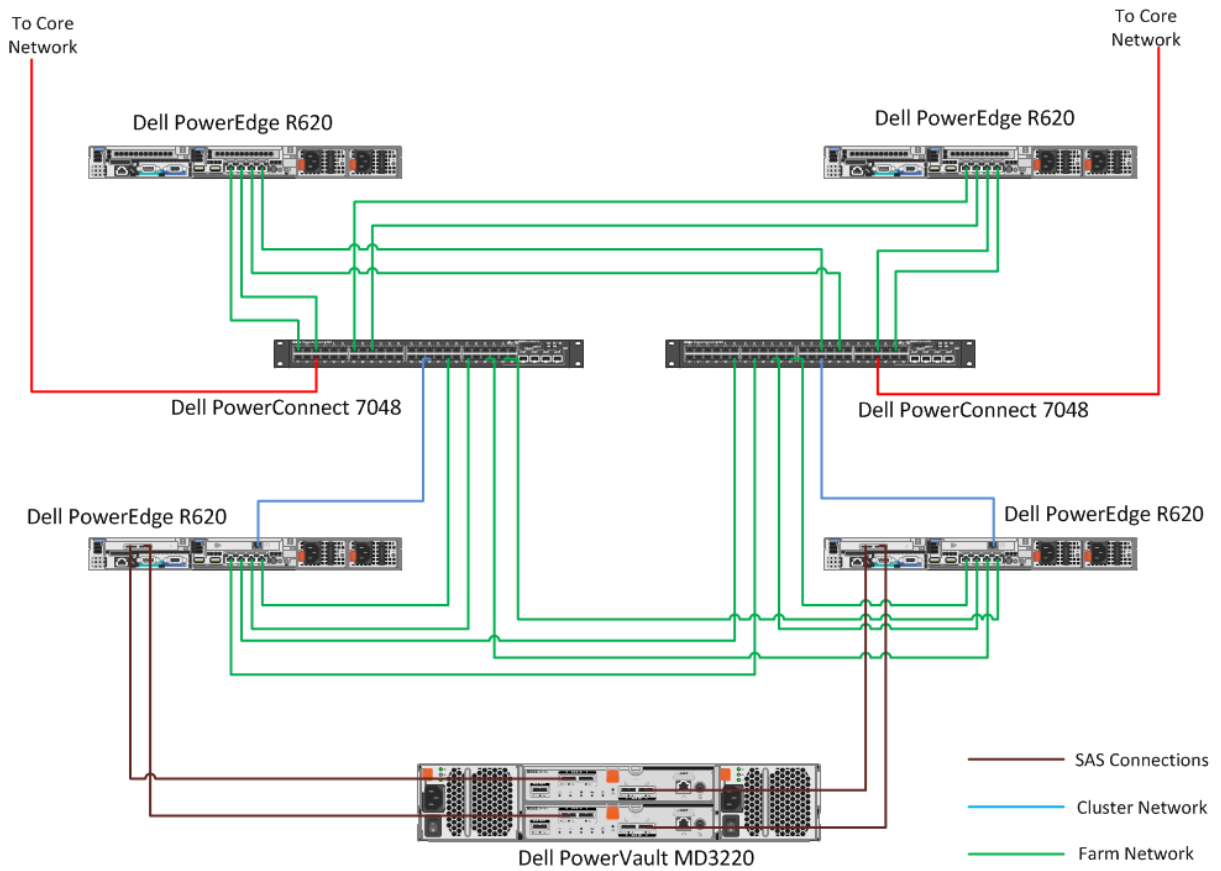 To Core
Network
To Core
Network
Dell PowerEdge R620
Dell PowerEdge R620
Dell PowerConnect 7048
Dell PowerConnect 7048
Dell PowerEdge R620
Dell PowerEdge R620
SAS Connections
Cluster Network
Farm Network
Dell PowerVault MD3220